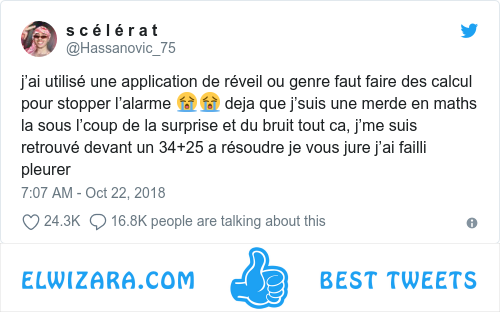 s c é l é r a t
@Hassanovic_75
j’ai utilisé une application de réveil ou genre faut faire des calcul
pour stopper l’alarme 😭😭 deja que j’suis une merde en maths
la sous l’coup de la surprise et du bruit tout ca, j’me suis
retrouvé devant un 34+25 a résoudre je vous jure j’ai failli
pleurer
7:07 AM - Oct 22, 2018
24.3K 16.8K people are talking about this
ELWIZARA.COM BEST TWEETS